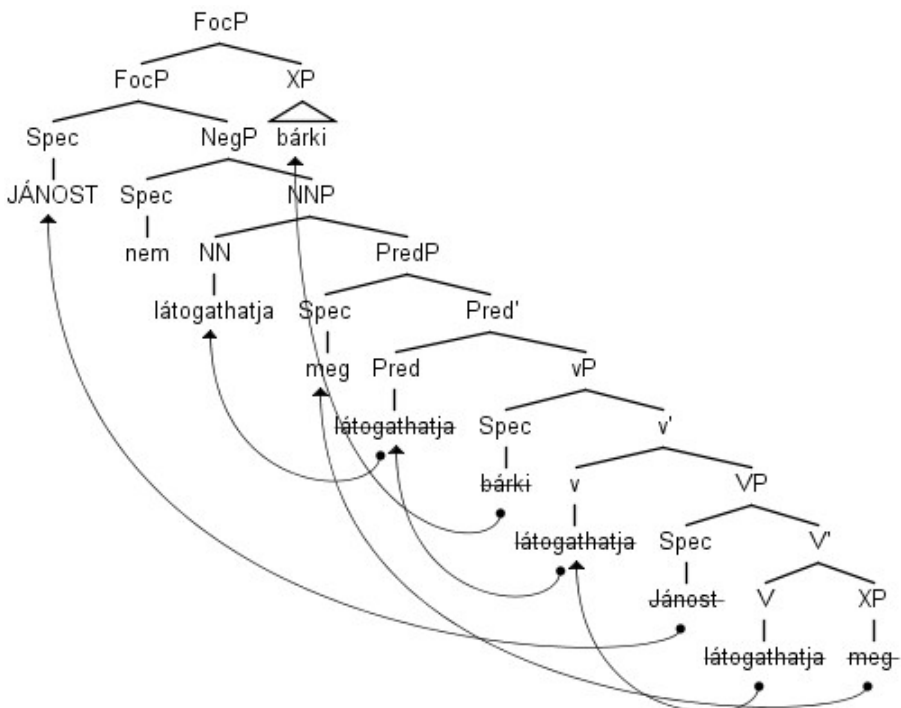 FocP
FocP XP
Spec NegP bárki
JÁNOST Spec NNP
nem NN PredP
látogathatja Spec Pred'
meg Pred vP
látogathatja Spec v'
bárki v VP
látogathatja Spec V'
Jánost V XP
látogathatja meg